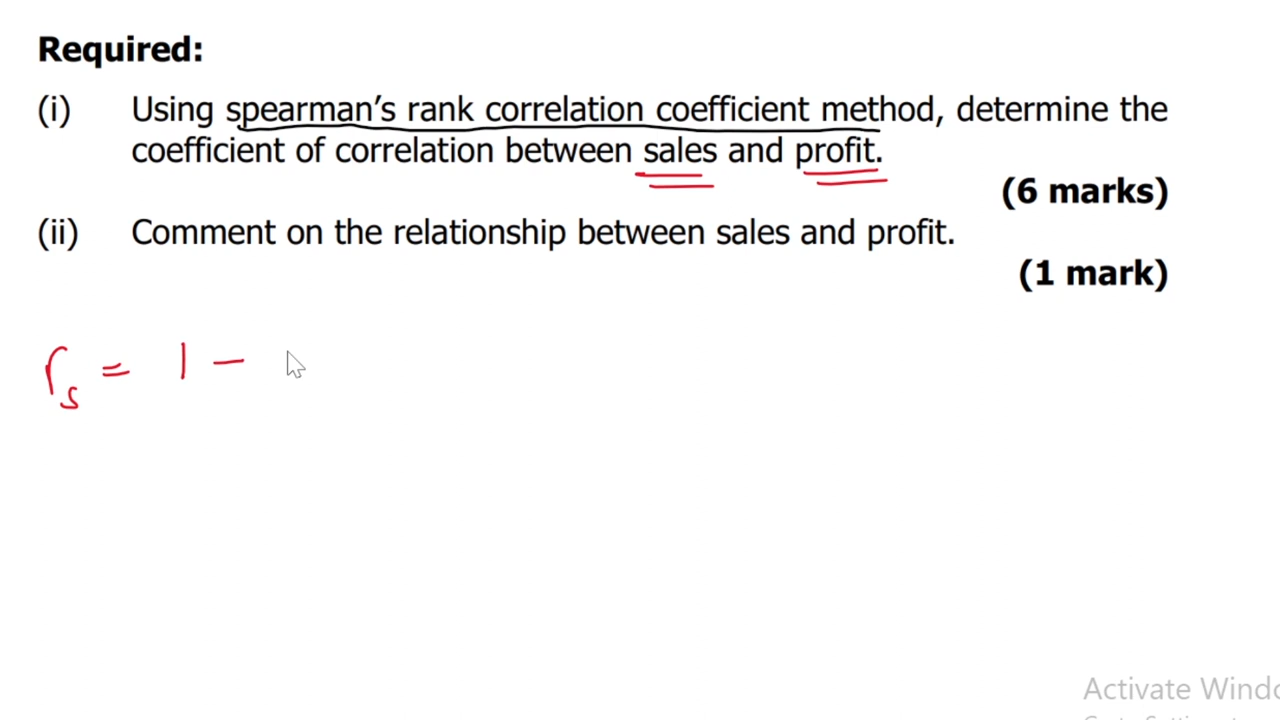 Required:
(i) Using spearman's rank correlation coefficient method, determine the
coefficient of correlation between sales and profit.
(6 marks)
(ii) Comment on the relationship between sales and profit.
(1 mark)
rs = 1 -
Activate